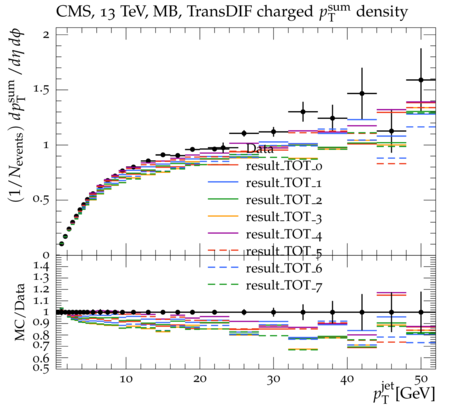 CMS, 13 TeV, MB, TransDIF charged p_T^sum density
(1/N_events) dp_T^sum/dη dϕ
2
1.5
1
0.5
0
Data
result_TOT_0
result_TOT_1
result_TOT_2
result_TOT_3
result_TOT_4
result_TOT_5
result_TOT_6
result_TOT_7
MC/Data
1.4
1.3
1.2
1.1
1
0.9
0.8
0.7
0.6
0.5
10 20 30 40 50
p_T^jet [GeV]